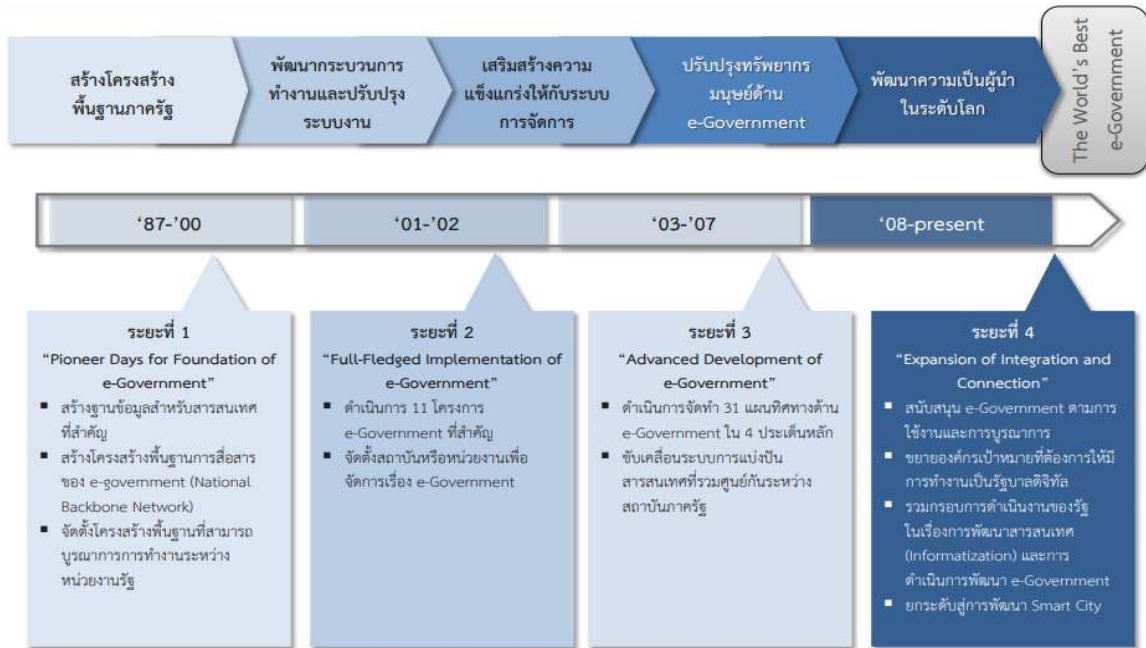 สร้างโครงสร้าง
พื้นฐานภาครัฐ
พัฒนากระบวนการ
ทำงานและปรับปรุง
ระบบงาน
เสริมสร้างความ
แข็งแกร่งให้กับระบบ
การจัดการ
ปรับปรุงทรัพยากร
มนุษย์ด้าน
e-Government
พัฒนาความเป็นผู้นำ
ในระดับโลก
The World's Best
e-Government
'87-'00
'01-'02
'03-'07
'08-present
ระยะที่ 1
"Pioneer Days for Foundation of
e-Government"
▪ สร้างฐานข้อมูลสำหรับสารสนเทศ
ที่สำคัญ
▪ สร้างโครงสร้างพื้นฐานการสื่อสาร
ของ e-government (National
Backbone Network)
▪ จัดตั้งโครงสร้างพื้นฐานที่สามารถ
บูรณาการการทำงานระหว่าง
หน่วยงานรัฐ
ระยะที่ 2
"Full-Fledged Implementation of
e-Government"
▪ ดำเนินการ 11 โครงการ
e-Government ที่สำคัญ
▪ จัดตั้งสถาบันหรือหน่วยงานเพื่อ
จัดการเรื่อง e-Government
ระยะที่ 3
"Advanced Development of
e-Government"
▪ ดำเนินการจัดทำ 31 แผนทิศทางด้าน
e-Government ใน 4 ประเด็นหลัก
▪ ขับเคลื่อนระบบการแบ่งปัน
สารสนเทศที่รวมศูนย์กันระหว่าง
สถาบันภาครัฐ
ระยะที่ 4
"Expansion of Integration and
Connection"
▪ สนับสนุน e-Government ตามการ
ใช้งานและการบูรณาการ
▪ ขยายองค์กรเป้าหมายที่ต้องการให้มี
การทำงานเป็นรัฐบาลดิจิทัล
▪ รวมกรอบการดำเนินงานของรัฐ
ในเรื่องการพัฒนาสารสนเทศ
(Informatization) และการ
ดำเนินการพัฒนา e-Government
▪ ยกระดับสู่การพัฒนา Smart City